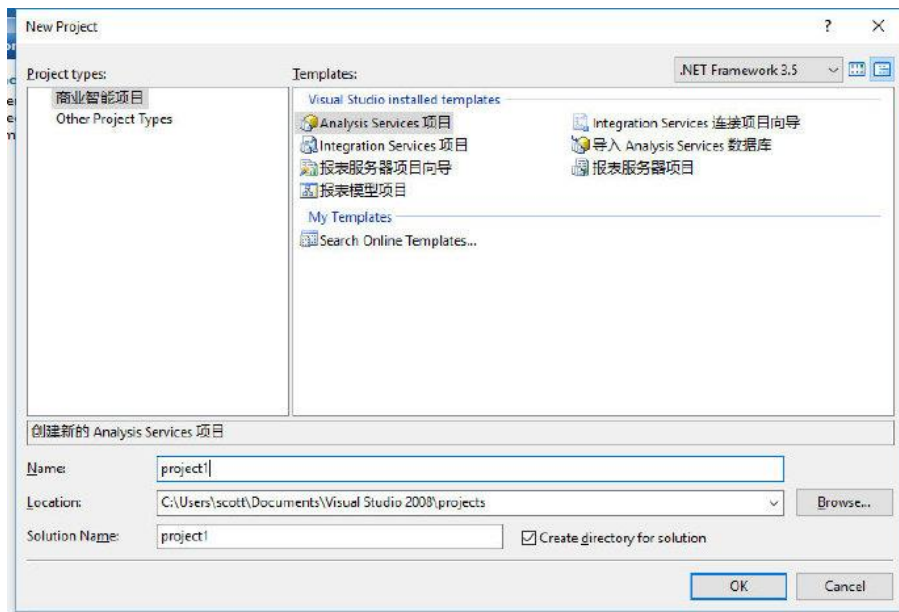 New Project
Project types:
Templates:
.NET Framework 3.5
商业智能项目
Other Project Types
Visual Studio installed templates
Analysis Services 项目
Integration Services 连接项目向导
Integration Services 项目
导入 Analysis Services 数据库
报表服务器项目向导
报表服务器项目
报表模型项目
My Templates
Search Online Templates...
创建新的 Analysis Services 项目
Name:
project1
Location:
C:\Users\scott\Documents\Visual Studio 2008\projects
Browse...
Solution Name:
project1
Create directory for solution
OK
Cancel